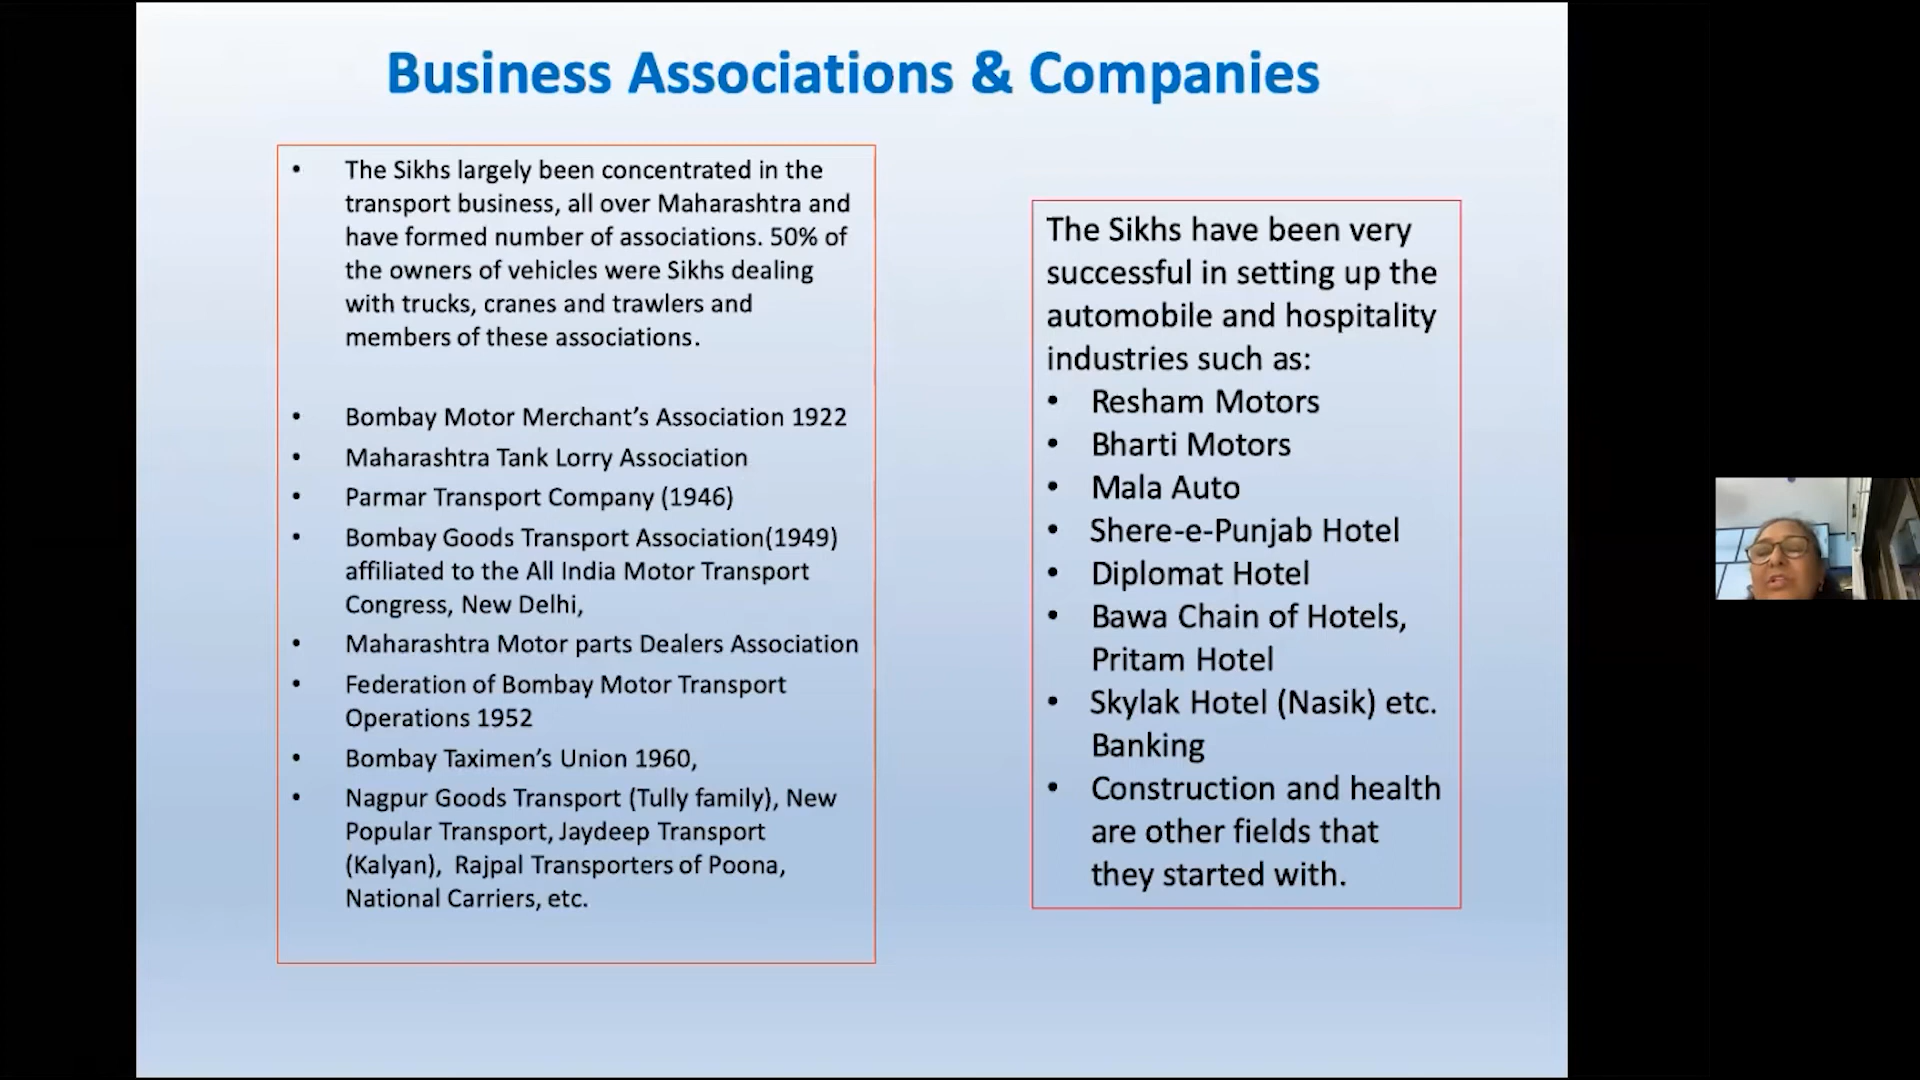 Business Associations & Companies
• The Sikhs largely been concentrated in the
transport business, all over Maharashtra and
have formed number of associations. 50% of
the owners of vehicles were Sikhs dealing
with trucks, cranes and trawlers and
members of these associations.
• Bombay Motor Merchant’s Association 1922
• Maharashtra Tank Lorry Association
• Parmar Transport Company (1946)
• Bombay Goods Transport Association(1949)
affiliated to the All India Motor Transport
Congress, New Delhi,
• Maharashtra Motor parts Dealers Association
• Federation of Bombay Motor Transport
Operations 1952
• Bombay Taximen’s Union 1960,
• Nagpur Goods Transport (Tully family), New
Popular Transport, Jaydeep Transport
(Kalyan), Rajpal Transporters of Poona,
National Carriers, etc.
The Sikhs have been very
successful in setting up the
automobile and hospitality
industries such as:
• Resham Motors
• Bharti Motors
• Mala Auto
• Shere-e-Punjab Hotel
• Diplomat Hotel
• Bawa Chain of Hotels,
Pritam Hotel
• Skylak Hotel (Nasik) etc.
Banking
• Construction and health
are other fields that
they started with.